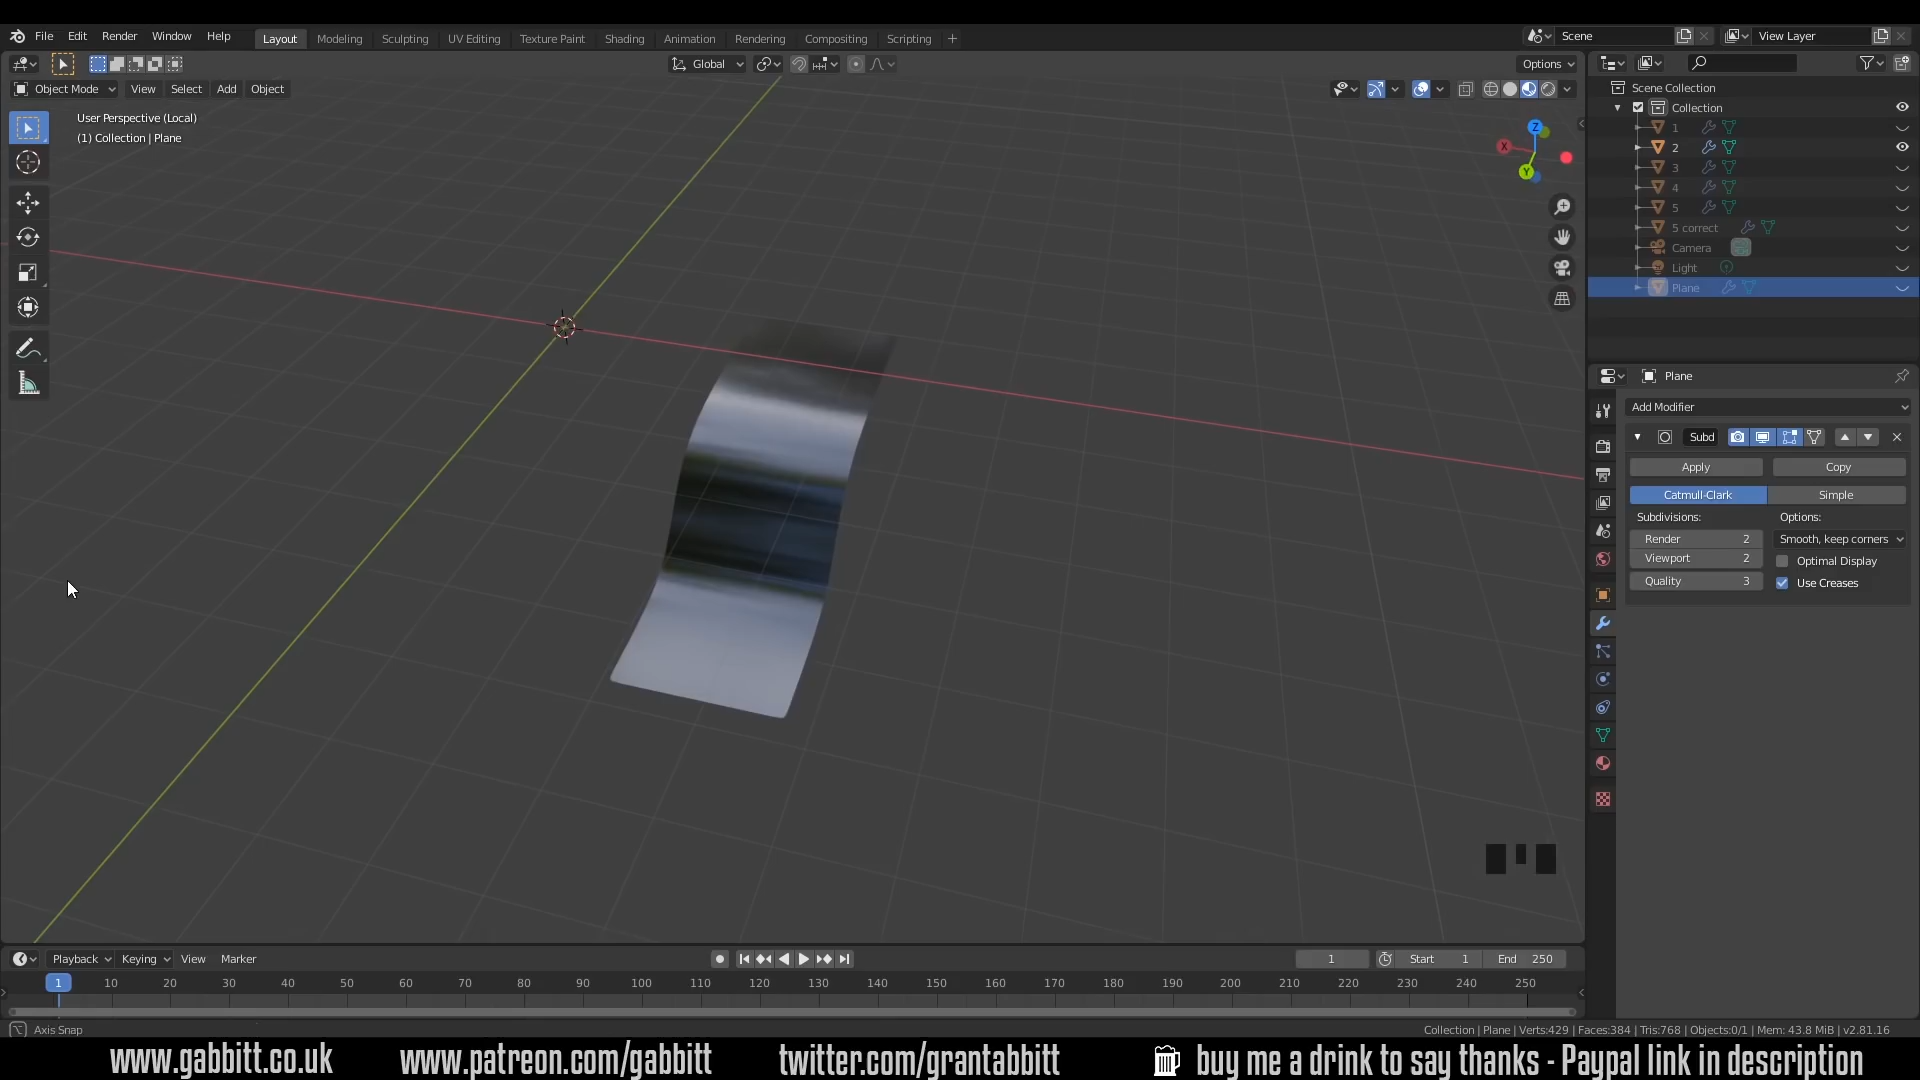 File Edit Render Window Help Layout Modeling Sculpting UV Editing Texture Paint Shading Animation Rendering Compositing Scripting + Scene View Layer
Global Options
Object Mode View Select Add Object
User Perspective (Local)
(1) Collection | Plane
Z
X
Y
Scene Collection
Collection
1
2
3
4
5
5 correct
Camera
Light
Plane
Plane
Add Modifier
Subd
Apply Copy
Catmull-Clark Simple
Subdivisions: Options:
Render 2 Smooth, keep corners
Viewport 2 Optimal Display
Quality 3 Use Creases
Playback Keying View Marker 1 Start 1 End 250
1 10 20 30 40 50 60 70 80 90 100 110 120 130 140 150 160 170 180 190 200 210 220 230 240 250
Axis Snap Collection | Plane | Verts:429 | Faces:384 | Tris:768 | Objects:0/1 | Mem: 43.8 MiB | v2.81.16
www.gabbitt.co.uk www.patreon.com/gabbitt twitter.com/grantabbitt buy me a drink to say thanks - Paypal link in description